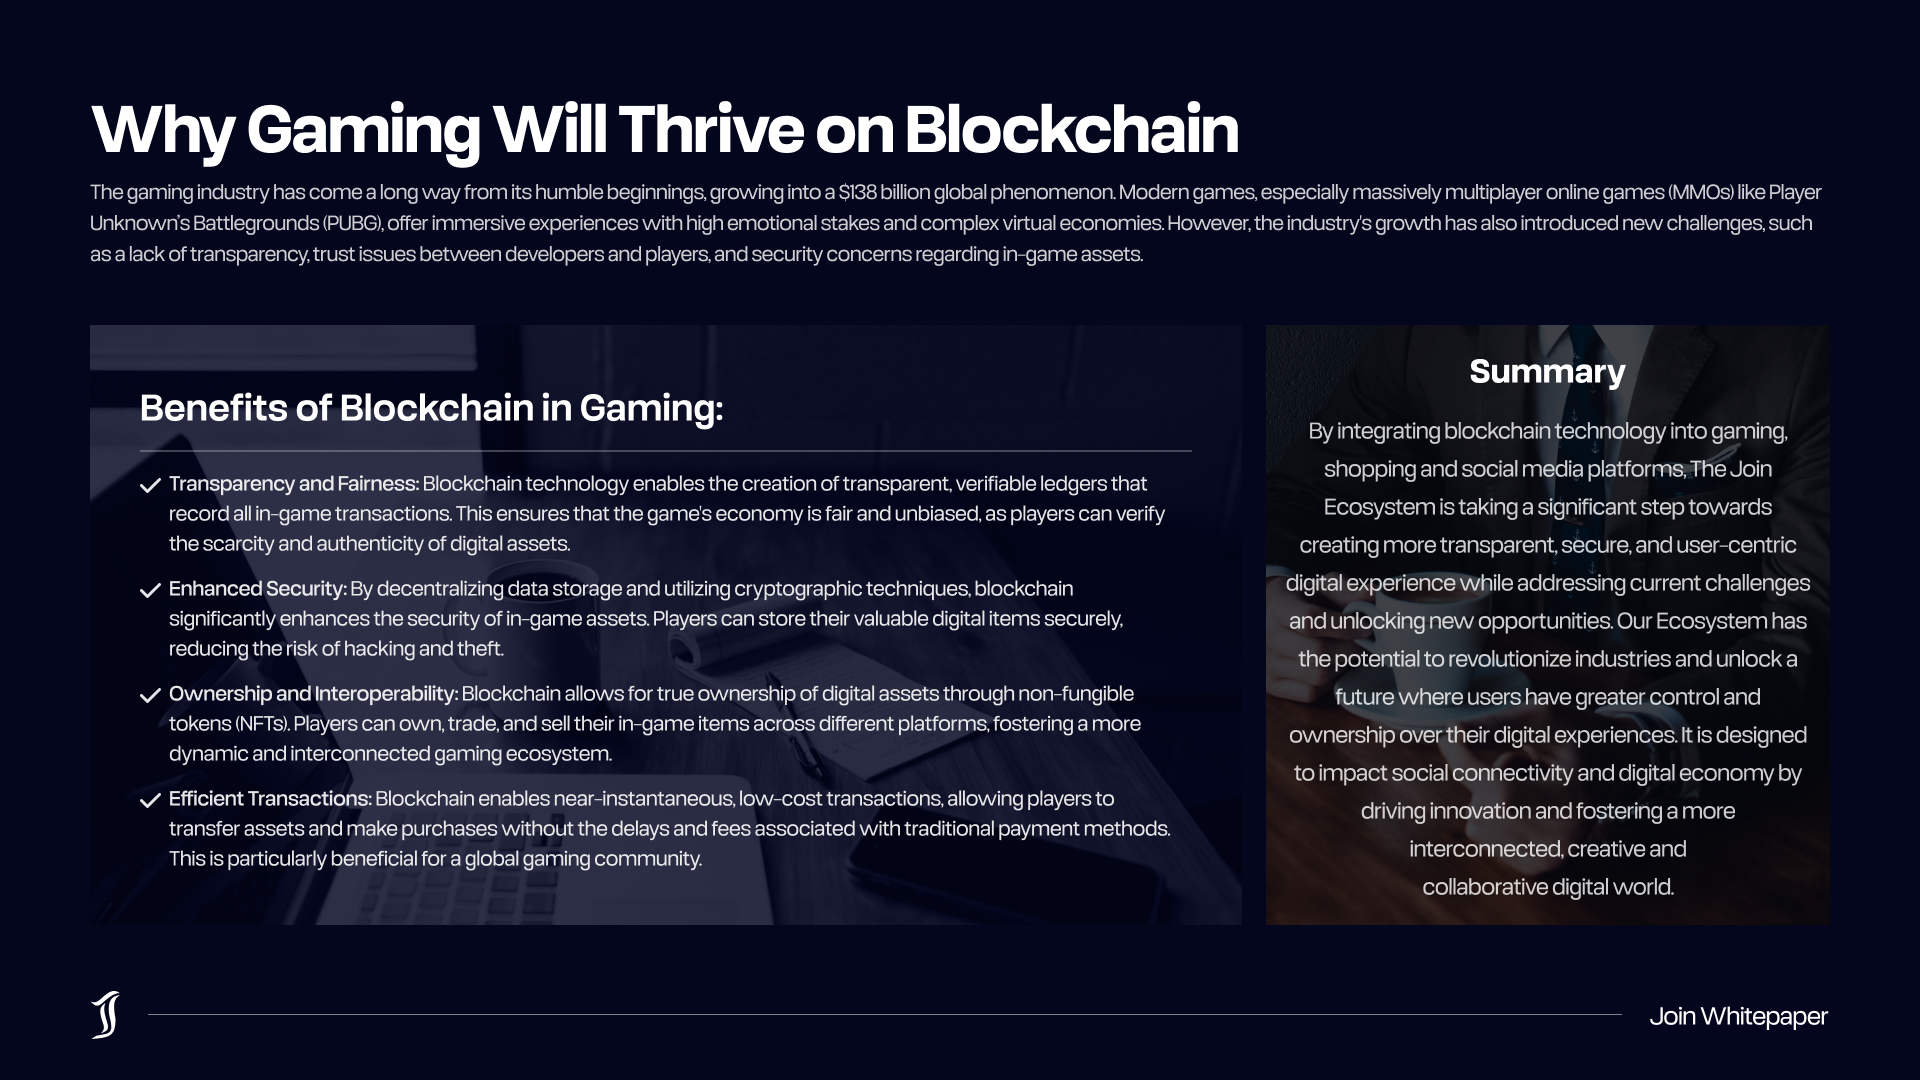 Why Gaming Will Thrive on Blockchain
The gaming industry has come a long way from its humble beginnings, growing into a $138 billion global phenomenon. Modern games, especially massively multiplayer online games (MMOs) like Player
Unknown’s Battlegrounds (PUBG), offer immersive experiences with high emotional stakes and complex virtual economies. However, the industry's growth has also introduced new challenges, such
as a lack of transparency, trust issues between developers and players, and security concerns regarding in-game assets.
Benefits of Blockchain in Gaming:
Transparency and Fairness: Blockchain technology enables the creation of transparent, verifiable ledgers that
record all in-game transactions. This ensures that the game's economy is fair and unbiased, as players can verify
the scarcity and authenticity of digital assets.
Enhanced Security: By decentralizing data storage and utilizing cryptographic techniques, blockchain
significantly enhances the security of in-game assets. Players can store their valuable digital items securely,
reducing the risk of hacking and theft.
Ownership and Interoperability: Blockchain allows for true ownership of digital assets through non-fungible
tokens (NFTs). Players can own, trade, and sell their in-game items across different platforms, fostering a more
dynamic and interconnected gaming ecosystem.
Efficient Transactions: Blockchain enables near-instantaneous, low-cost transactions, allowing players to
transfer assets and make purchases without the delays and fees associated with traditional payment methods.
This is particularly beneficial for a global gaming community.
Summary
By integrating blockchain technology into gaming,
shopping and social media platforms, The Join
Ecosystem is taking a significant step towards
creating more transparent, secure, and user-centric
digital experience while addressing current challenges
and unlocking new opportunities. Our Ecosystem has
the potential to revolutionize industries and unlock a
future where users have greater control and
ownership over their digital experiences. It is designed
to impact social connectivity and digital economy by
driving innovation and fostering a more
interconnected, creative and
collaborative digital world.
Join Whitepaper